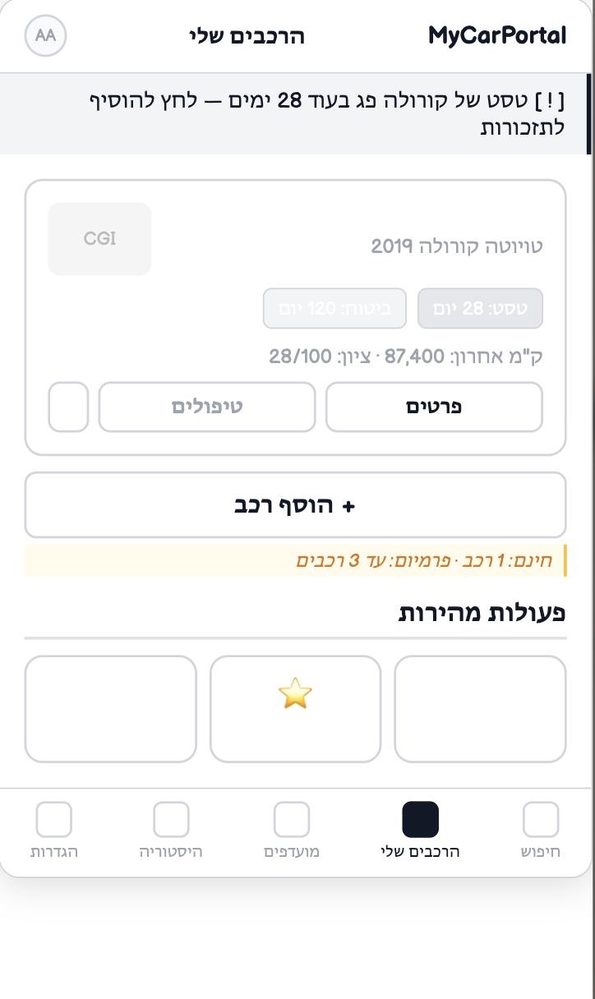 MyCarPortal
הרכבים שלי
AA
[!] טסט של קורולה פג בעוד 28 ימים — לחץ להוסיף
לתזכורות
CGI
טויוטה קורולה 2019
טסט: 28 יום
ביטוח: 120 יום
ק"מ אחרון: 87,400 · ציון: 28/100
פרטים
טיפולים
+ הוסף רכב
חינם: 1 רכב · פרמיום: עד 3 רכבים
פעולות מהירות
חיפוש
הרכבים שלי
מועדפים
היסטוריה
הגדרות